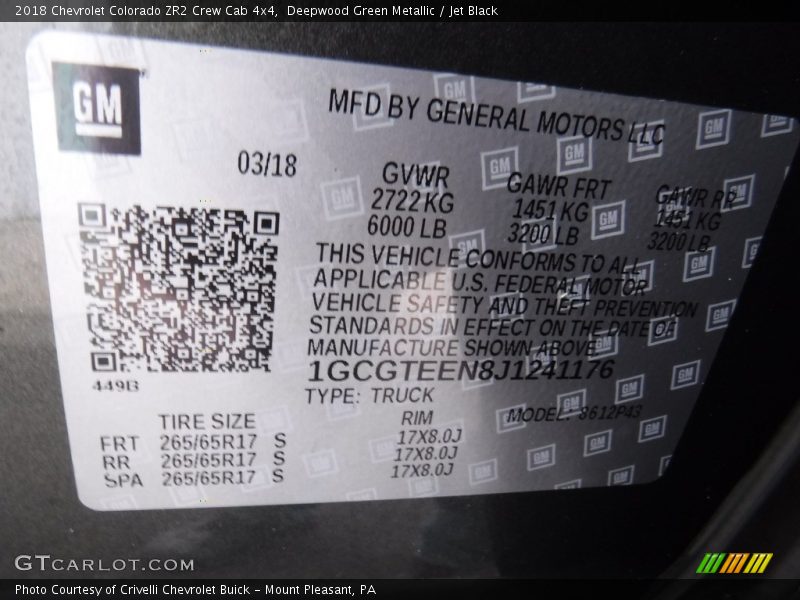 2018 Chevrolet Colorado ZR2 Crew Cab 4x4,  Deepwood Green Metallic / Jet Black
GM
MFD BY GENERAL MOTORS LLC
03/18
GVWR GAWR FRT GAWR RR
2722 KG 1451 KG 1451 KG
6000 LB 3200 LB 3200 LB
THIS VEHICLE CONFORMS TO ALL
APPLICABLE U.S. FEDERAL MOTOR
VEHICLE SAFETY AND THEFT PREVENTION
STANDARDS IN EFFECT ON THE DATE OF
MANUFACTURE SHOWN ABOVE
449B
1GCGTEEN8J1241176
TYPE: TRUCK
MODEL: 8612P43
TIRE SIZE RIM
FRT 265/65R17 S 17X8.0J
RR 265/65R17 S 17X8.0J
SPA 265/65R17 S 17X8.0J
GTCARLOT.COM
Photo Courtesy of Crivelli Chevrolet Buick - Mount Pleasant, PA